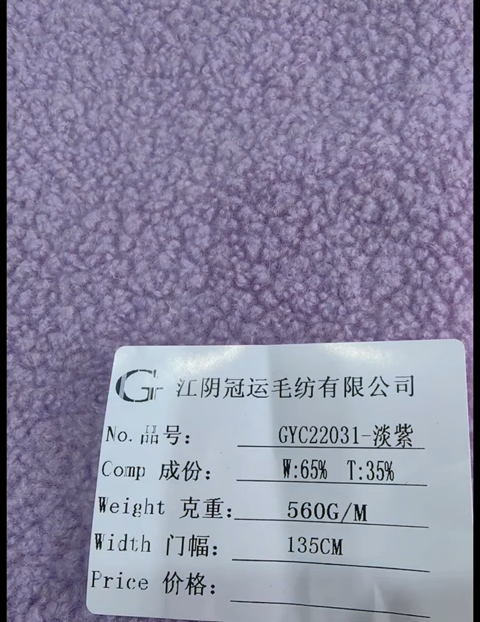 G 江阴冠运毛纺有限公司
No.品号: GYC22031-淡紫
Comp 成份: W:65% T:35%
Weight 克重: 560G/M
Width 门幅: 135CM
Price 价格: